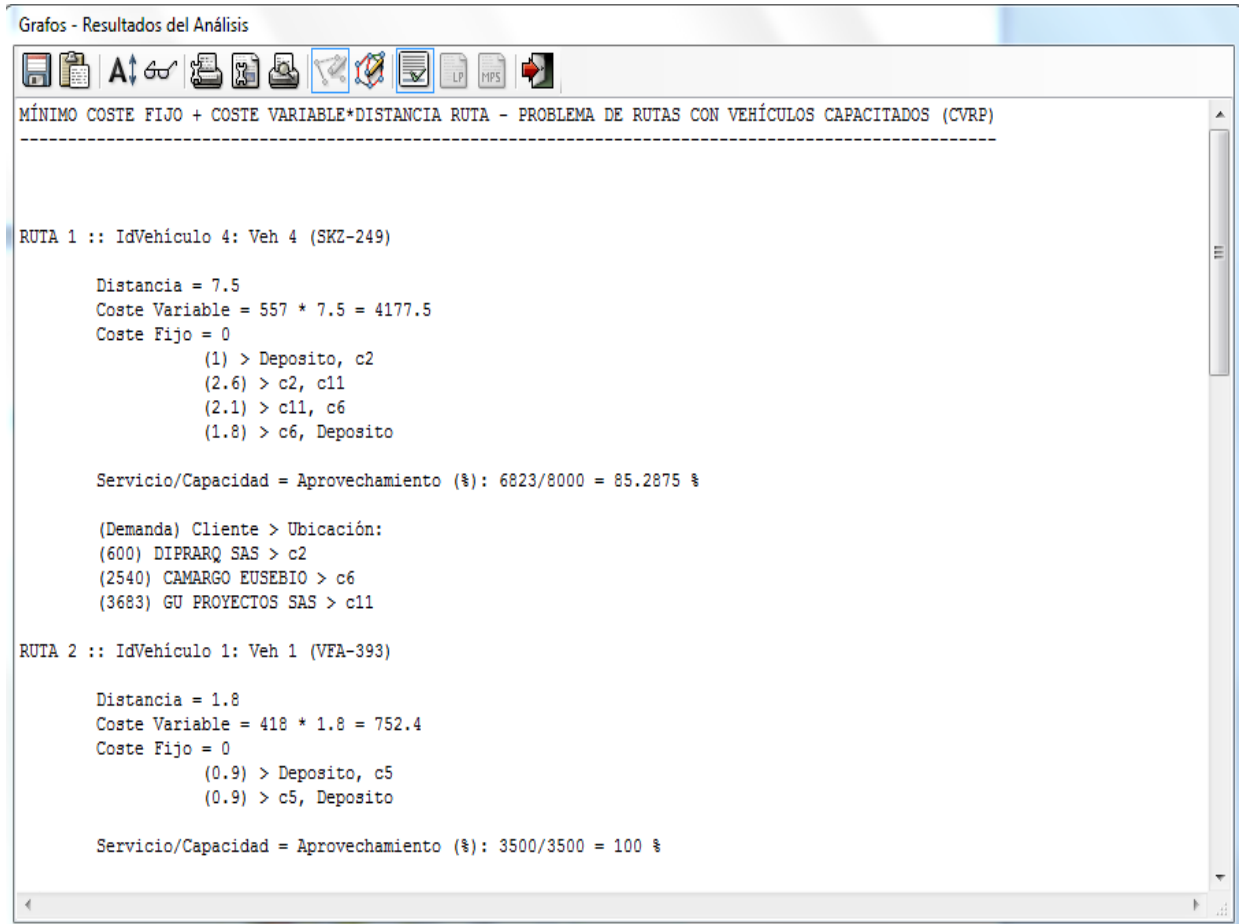 Grafos - Resultados del Análisis
A LP MPS
MÍNIMO COSTE FIJO + COSTE VARIABLE*DISTANCIA RUTA - PROBLEMA DE RUTAS CON VEHÍCULOS CAPACITADOS (CVRP)
------------------------------------------------------------------------------------------------------
RUTA 1 :: IdVehículo 4: Veh 4 (SKZ-249)
Distancia = 7.5
Coste Variable = 557 * 7.5 = 4177.5
Coste Fijo = 0
(1) > Deposito, c2
(2.6) > c2, c11
(2.1) > c11, c6
(1.8) > c6, Deposito
Servicio/Capacidad = Aprovechamiento (%): 6823/8000 = 85.2875 %
(Demanda) Cliente > Ubicación:
(600) DIPRARQ SAS > c2
(2540) CAMARGO EUSEBIO > c6
(3683) GU PROYECTOS SAS > c11
RUTA 2 :: IdVehículo 1: Veh 1 (VFA-393)
Distancia = 1.8
Coste Variable = 418 * 1.8 = 752.4
Coste Fijo = 0
(0.9) > Deposito, c5
(0.9) > c5, Deposito
Servicio/Capacidad = Aprovechamiento (%): 3500/3500 = 100 %